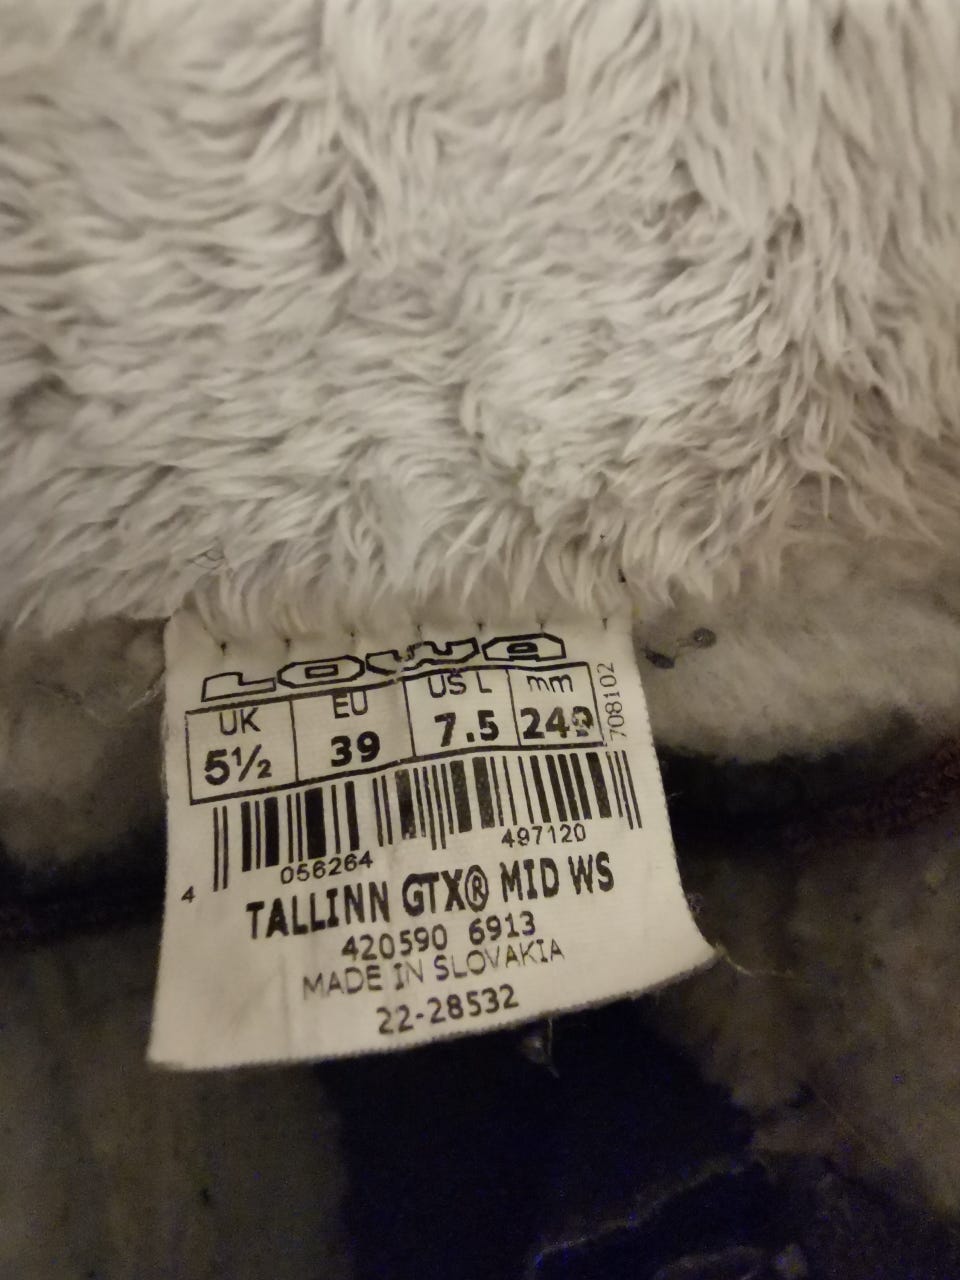 LOWA
UK EU US L mm
5½ 39 7.5 249
708102
4 056264 497120
TALLINN GTX® MID WS
420590 6913
MADE IN SLOVAKIA
22-28532